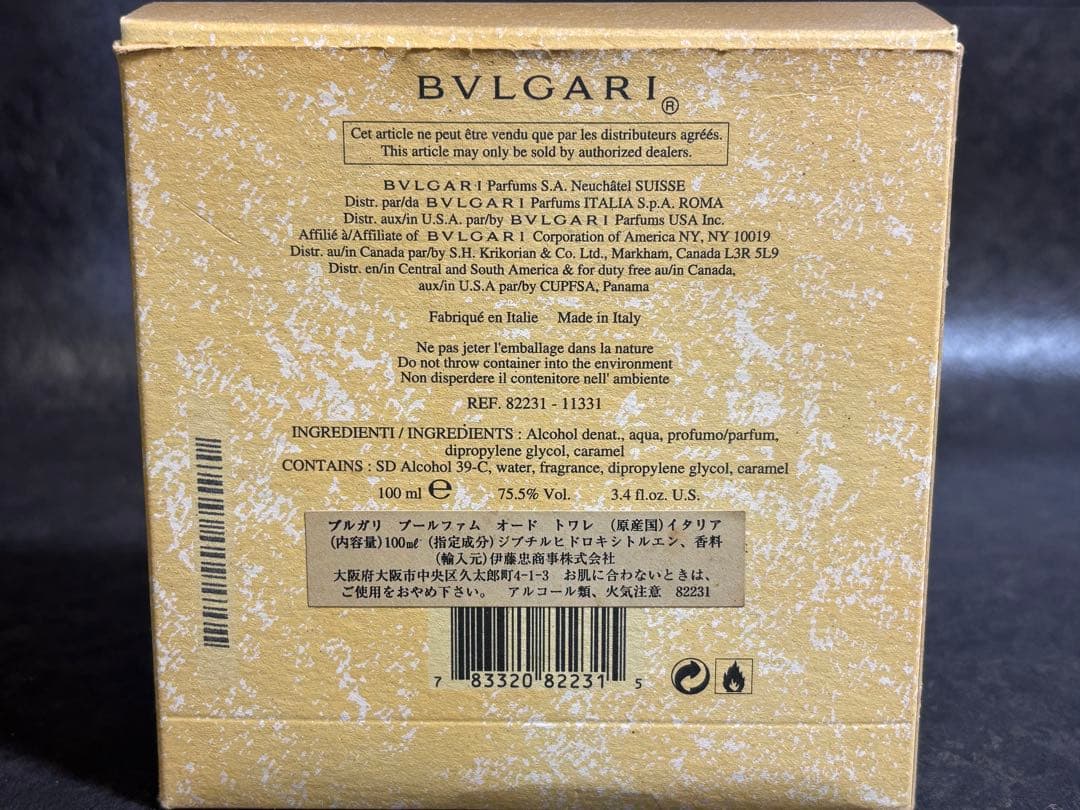 BVLGARI®
Cet article ne peut être vendu que par les distributeurs agréés.
This article may only be sold by authorized dealers.
BVLGARI Parfums S.A. Neuchâtel SUISSE
Distr. par/da BVLGARI Parfums ITALIA S.p.A. ROMA
Distr. aux/in U.S.A. par/by BVLGARI Parfums USA Inc.
Affilié à/Affiliate of BVLGARI Corporation of America NY, NY 10019
Distr. au/in Canada par/by S.H. Krikorian & Co. Ltd., Markham, Canada L3R 5L9
Distr. en/in Central and South America & for duty free au/in Canada,
aux/in U.S.A par/by CUPFSA, Panama
Fabriqué en Italie Made in Italy
Ne pas jeter l'emballage dans la nature
Do not throw container into the environment
Non disperdere il contenitore nell' ambiente
REF. 82231 - 11331
INGREDIENTI / INGREDIENTS : Alcohol denat., aqua, profumo/parfum,
dipropylene glycol, caramel
CONTAINS : SD Alcohol 39-C, water, fragrance, dipropylene glycol, caramel
100 ml ℮ 75.5% Vol. 3.4 fl.oz. U.S.
ブルガリ プールファム オード トワレ (原産国)イタリア
(内容量)100㎖ (指定成分)ジブチルヒドロキシトルエン、香料
(輸入元)伊藤忠商事株式会社
大阪府大阪市中央区久太郎町4-1-3 お肌に合わないときは、
ご使用をおやめ下さい。 アルコール類、火気注意 82231
7 83320 82231 5